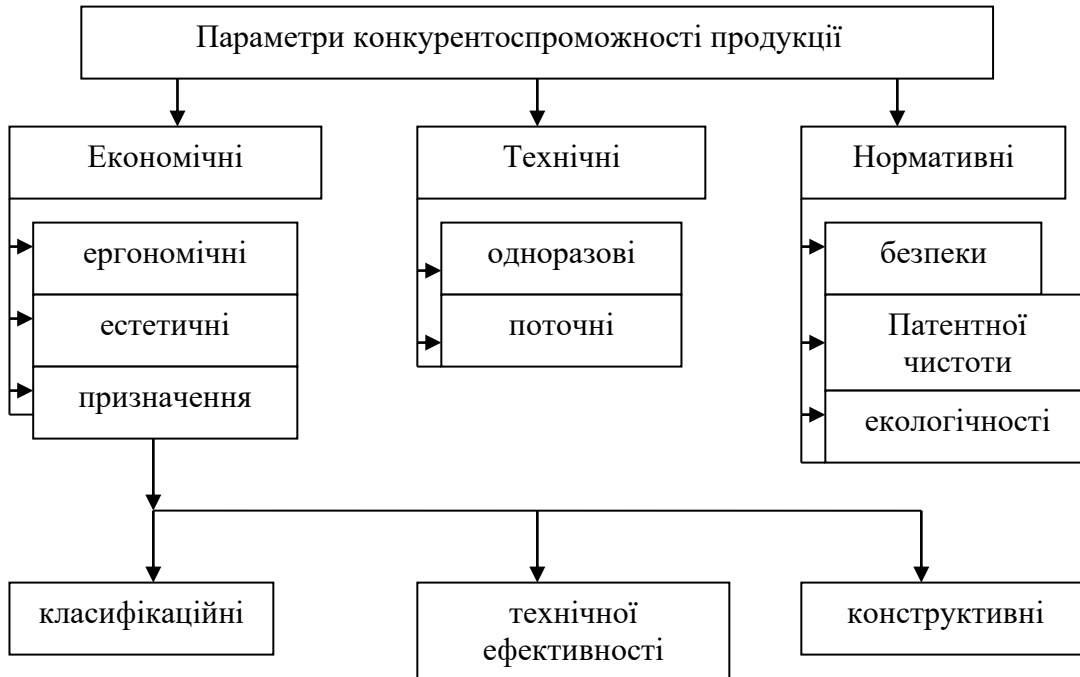 Параметри конкурентоспроможності продукції
Економічні
Технічні
Нормативні
ергономічні
естетичні
призначення
одноразові
поточні
безпеки
Патентної
чистоти
екологічності
класифікаційні
технічної
ефективності
конструктивні